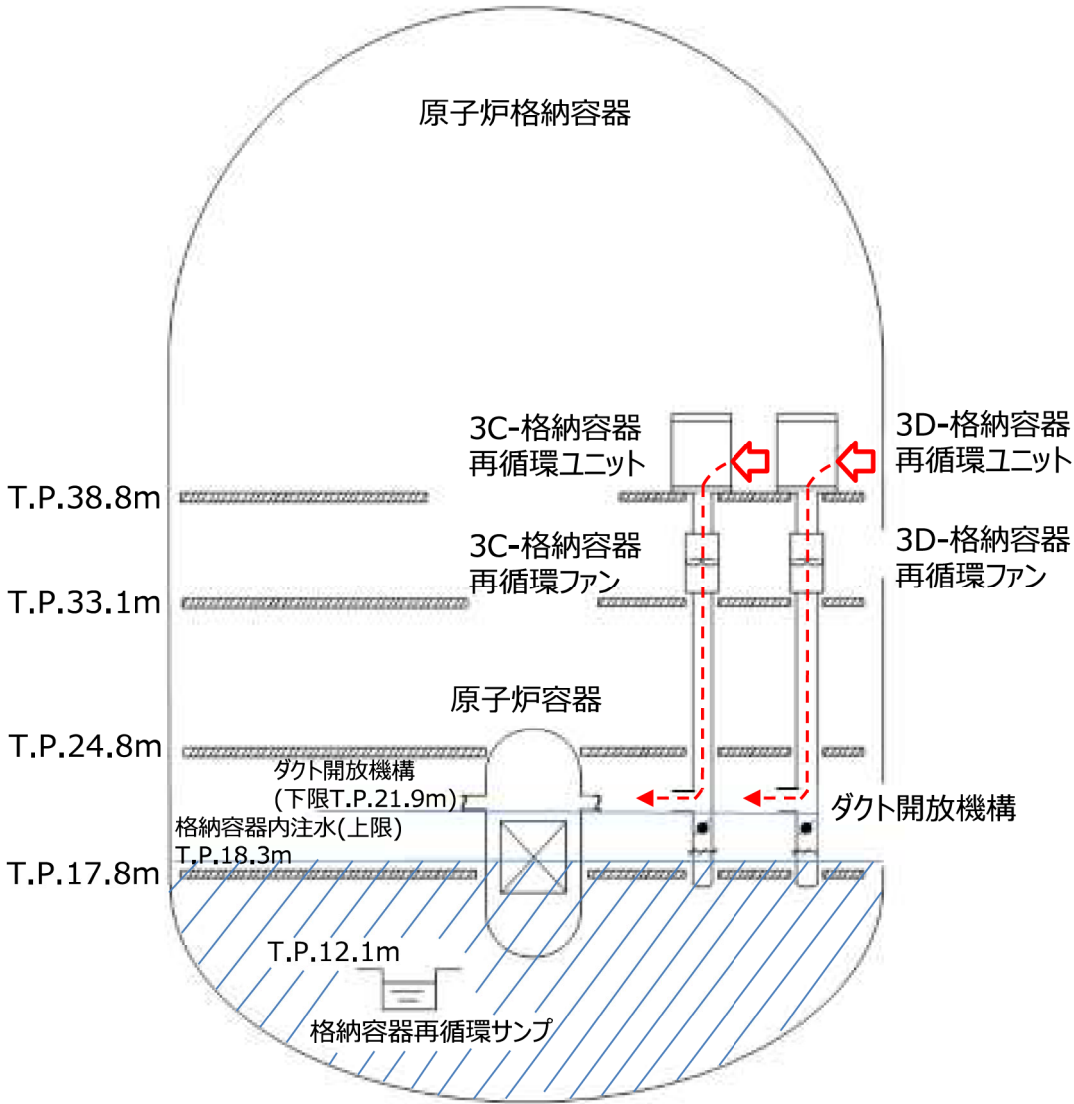 原子炉格納容器
3C-格納容器
再循環ユニット
3D-格納容器
再循環ユニット
T.P.38.8m
3C-格納容器
再循環ファン
3D-格納容器
再循環ファン
T.P.33.1m
原子炉容器
T.P.24.8m
ダクト開放機構
(下限T.P.21.9m)
ダクト開放機構
格納容器内注水(上限)
T.P.18.3m
T.P.17.8m
T.P.12.1m
格納容器再循環サンプ